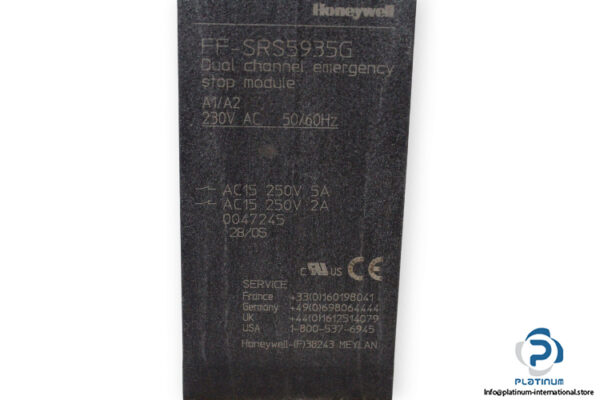 Honeywell
FF-SRS5935G
Dual channel emergency
stop module
A1/A2
230V AC 50/60Hz
AC15 250V 5A
AC15 250V 2A
0047245
28/05
C UL US CE
SERVICE
France +33(0)160198041
Germany +49(0)698064444
UK +44(0)1612514079
USA 1-800-537-6945
Honeywell-(F)38243 MEYLAN
PLATINUM
Info@platinum-international.store